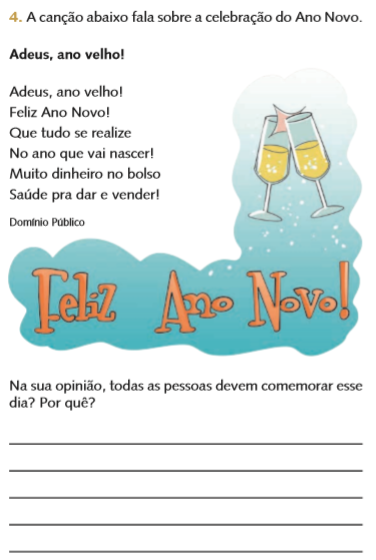 4. A canção abaixo fala sobre a celebração do Ano Novo.
Adeus, ano velho!
Adeus, ano velho!
Feliz Ano Novo!
Que tudo se realize
No ano que vai nascer!
Muito dinheiro no bolso
Saúde pra dar e vender!
Domínio Público
Feliz Ano Novo!
Na sua opinião, todas as pessoas devem comemorar esse
dia? Por quê?